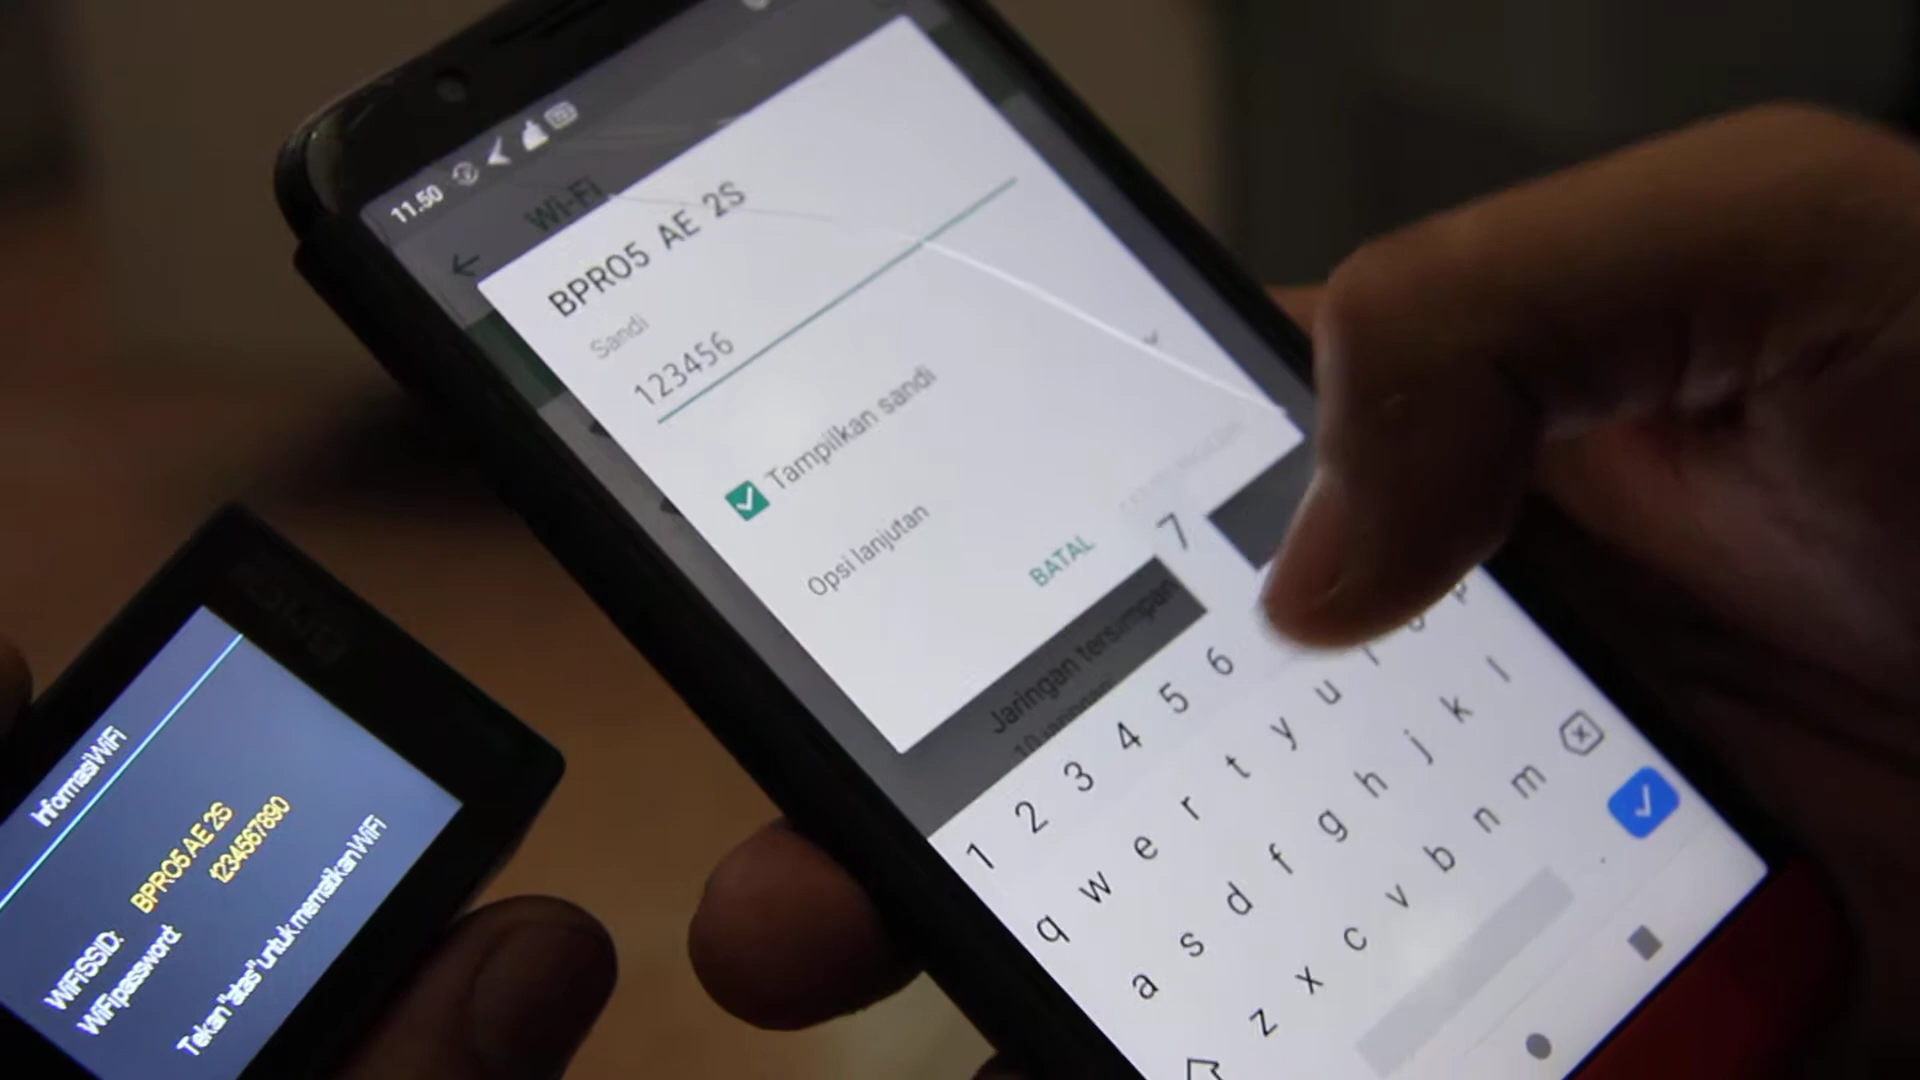 11.50
Wi-Fi
BPRO5 AE 2S
Sandi
123456
Tampilkan sandi
Opsi lanjutan
BATAL
7
Jaringan tersimpan
1 2 3 4 5 6
q w e r t y u i o p
a s d f g h j k l
z x c v b n m
.
Informasi WiFi
WiFi SSID: BPRO5 AE 2S
WiFi password: 1234567890
Tekan "atas" untuk mematikan WiFi